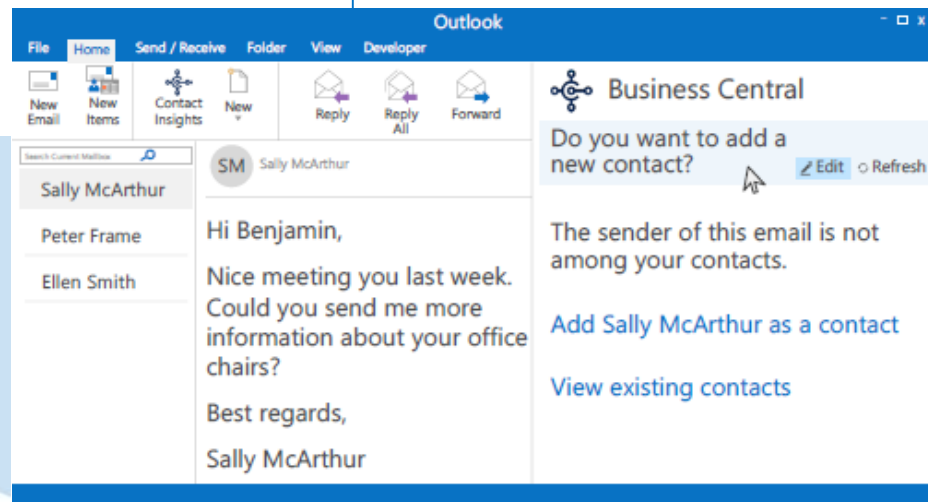 Outlook
File Home Send / Receive Folder View Developer
New Email
New Items
Contact Insights
New
Reply
Reply All
Forward
Search Current Mailbox
Sally McArthur
Peter Frame
Ellen Smith
SM Sally McArthur
Hi Benjamin,
Nice meeting you last week.
Could you send me more
information about your office
chairs?
Best regards,
Sally McArthur
Business Central
Do you want to add a
new contact?
Edit Refresh
The sender of this email is not
among your contacts.
Add Sally McArthur as a contact
View existing contacts